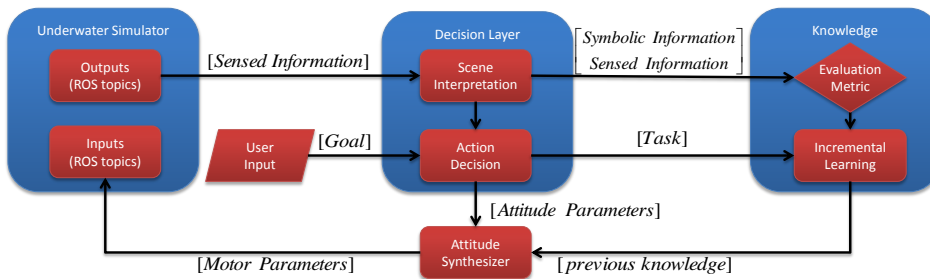 Underwater Simulator
Decision Layer
Knowledge
Outputs
(ROS topics)
[Sensed Information]
Scene
Interpretation
[Symbolic Information
Sensed Information]
Evaluation
Metric
Inputs
(ROS topics)
User
Input
[Goal]
Action
Decision
[Task]
Incremental
Learning
[Attitude Parameters]
Attitude
Synthesizer
[Motor Parameters]
[previous knowledge]